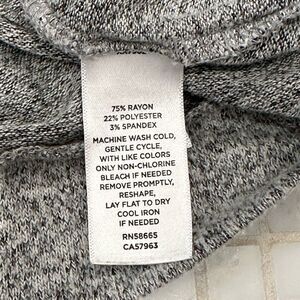 75% RAYON
22% POLYESTER
3% SPANDEX
MACHINE WASH COLD,
GENTLE CYCLE,
WITH LIKE COLORS
ONLY NON-CHLORINE
BLEACH IF NEEDED
REMOVE PROMPTLY,
RESHAPE,
LAY FLAT TO DRY
COOL IRON
IF NEEDED
RN58665
CA57963